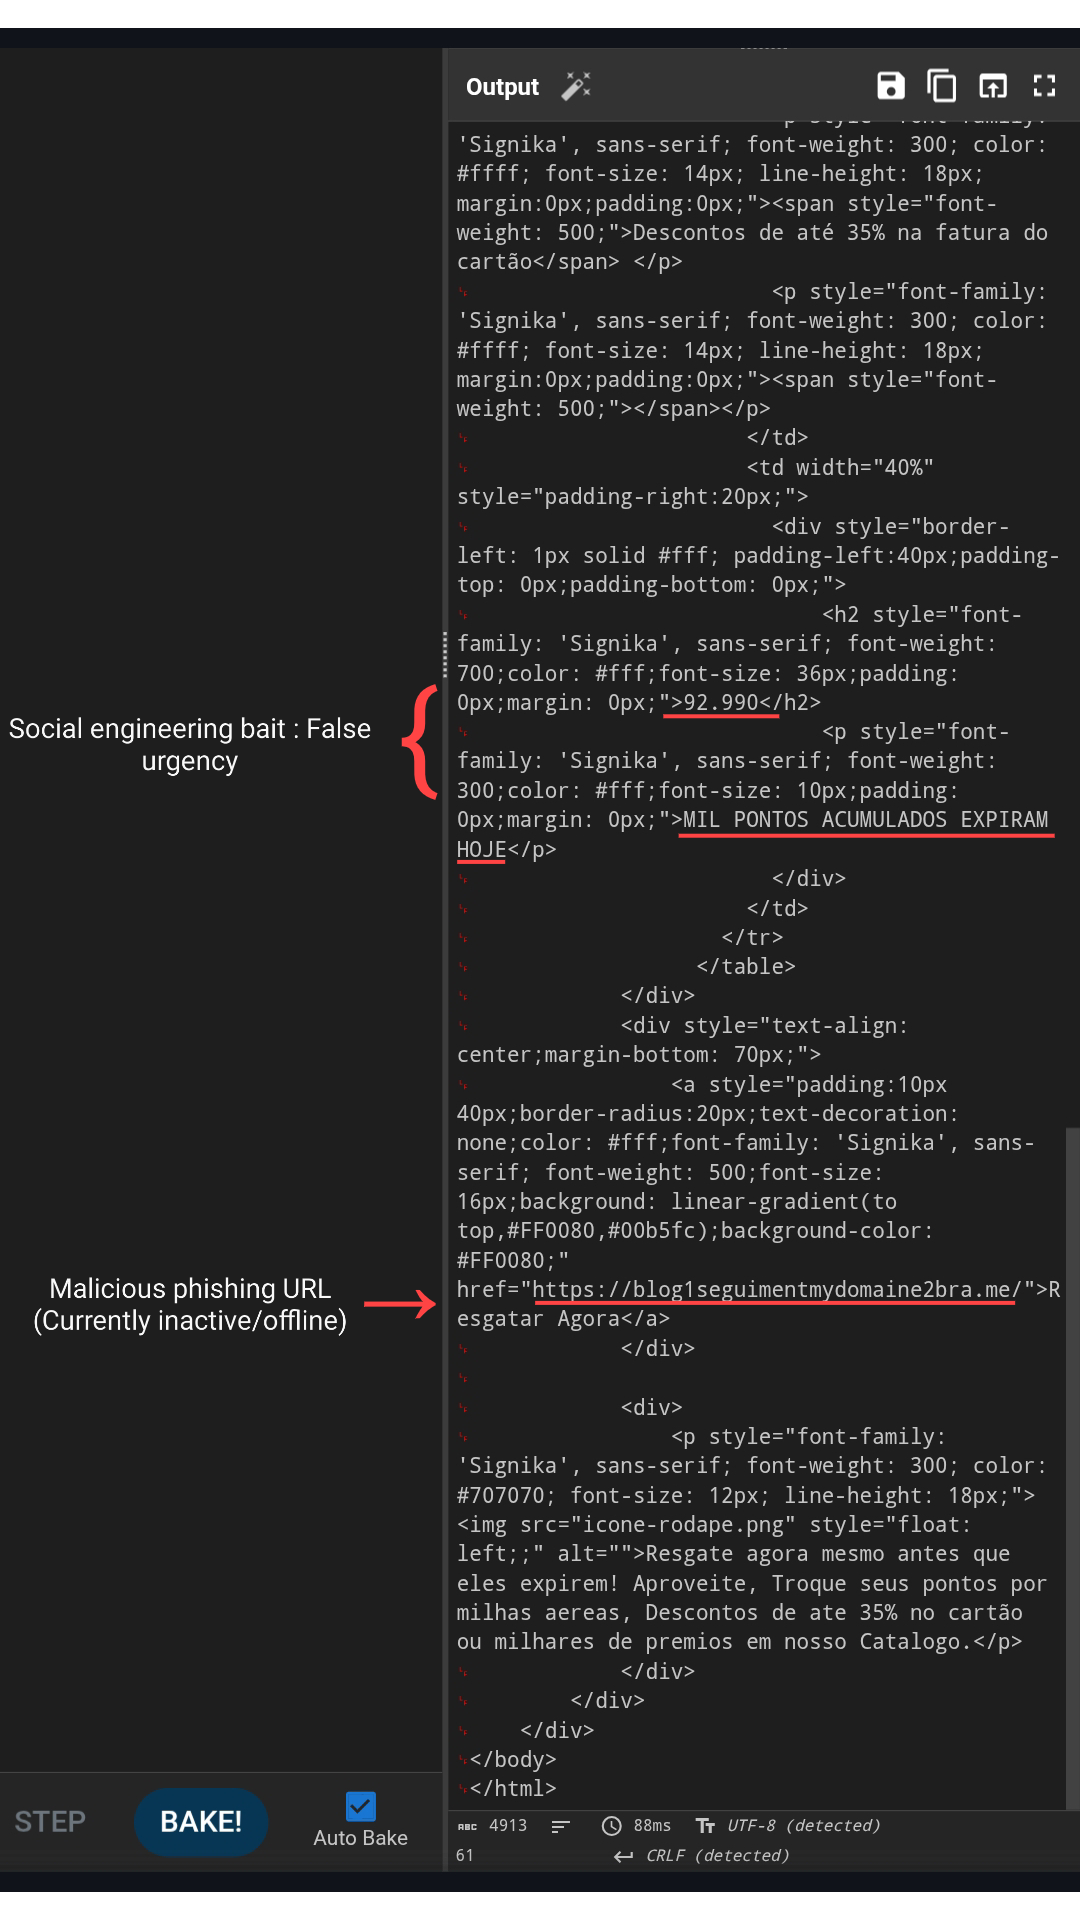 Output
'Signika', sans-serif; font-weight: 300; color:
#ffff; font-size: 14px; line-height: 18px;
margin:0px;padding:0px;"><span style="font-
weight: 500;">Descontos de até 35% na fatura do
cartão</span> </p>
<p style="font-family:
'Signika', sans-serif; font-weight: 300; color:
#ffff; font-size: 14px; line-height: 18px;
margin:0px;padding:0px;"><span style="font-
weight: 500;"></span></p>
</td>
<td width="40%"
style="padding-right:20px;">
<div style="border-
left: 1px solid #fff; padding-left:40px;padding-
top: 0px;padding-bottom: 0px;">
<h2 style="font-
family: 'Signika', sans-serif; font-weight:
700;color: #fff;font-size: 36px;padding:
0px;margin: 0px;">92.990</h2>
<p style="font-
family: 'Signika', sans-serif; font-weight:
300;color: #fff;font-size: 10px;padding:
0px;margin: 0px;">MIL PONTOS ACUMULADOS EXPIRAM
HOJE</p>
</div>
</td>
</tr>
</table>
</div>
<div style="text-align:
center;margin-bottom: 70px;">
<a style="padding:10px
40px;border-radius:20px;text-decoration:
none;color: #fff;font-family: 'Signika', sans-
serif; font-weight: 500;font-size:
16px;background: linear-gradient(to
top,#FF0080,#00b5fc);background-color:
#FF0080;"
href="https://blog1seguimentmydomaine2bra.me/">R
esgatar Agora</a>
</div>
<div>
<p style="font-family:
'Signika', sans-serif; font-weight: 300; color:
#707070; font-size: 12px; line-height: 18px;">
<img src="icone-rodape.png" style="float:
left;;" alt="">Resgate agora mesmo antes que
eles expirem! Aproveite, Troque seus pontos por
milhas aereas, Descontos de ate 35% no cartão
ou milhares de premios em nosso Catalogo.</p>
</div>
</div>
</div>
</body>
</html>
Social engineering bait : False
urgency
Malicious phishing URL
(Currently inactive/offline)
STEP
BAKE!
Auto Bake
ABC 4913
88ms
Tт UTF-8 (detected)
61
CRLF (detected)